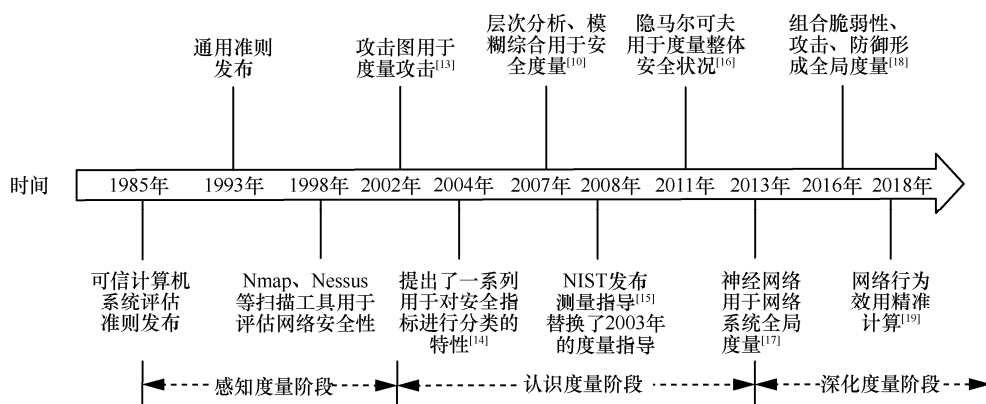 通用准则
发布
攻击图用于
度量攻击[13]
层次分析、模
糊综合用于安
全度量[10]
隐马尔可夫
用于度量整体
安全状况[16]
组合脆弱性、
攻击、防御形
成全局度量[18]
时间
1985年 1993年 1998年 2002年 2004年 2007年 2008年 2011年 2013年 2016年 2018年
可信计算机
系统评估
准则发布
Nmap、Nessus
等扫描工具用于
评估网络安全性
提出了一系列
用于对安全指
标进行分类的
特性[14]
NIST发布
测量指导[15]
替换了2003年
的度量指导
神经网络
用于网络
系统全局
度量[17]
网络行为
效用精准
计算[19]
感知度量阶段
认识度量阶段
深化度量阶段